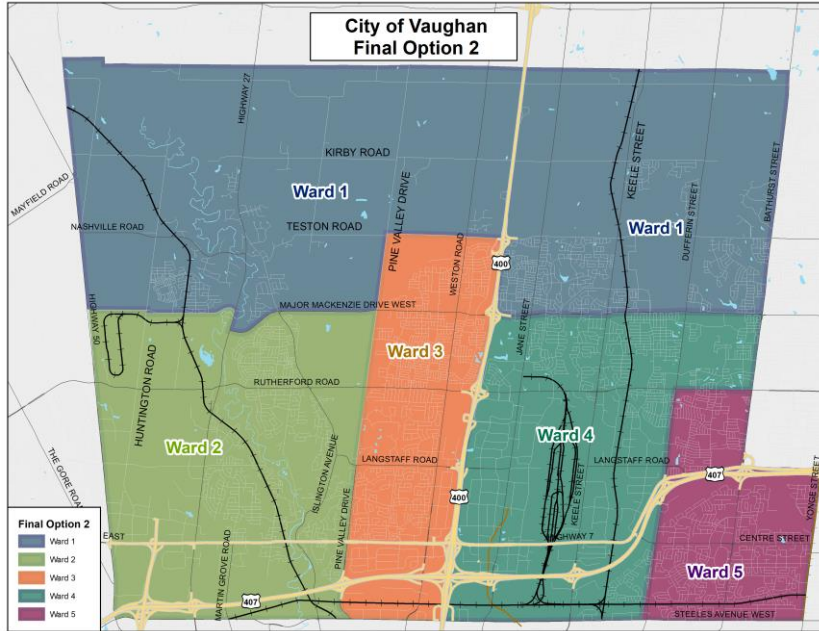 City of Vaughan
Final Option 2
HIGHWAY 27
KIRBY ROAD
KEELE STREET
MAYFIELD ROAD
Ward 1
PINE VALLEY DRIVE
BATHURST STREET
DUFFERIN STREET
NASHVILLE ROAD
TESTON ROAD
Ward 1
WESTON ROAD
400
HIGHWAY 50
MAJOR MACKENZIE DRIVE WEST
JANE STREET
Ward 3
HUNTINGTON ROAD
RUTHERFORD ROAD
Ward 2
Ward 4
ISLINGTON AVENUE
LANGSTAFF ROAD
LANGSTAFF ROAD
407
THE GORE ROAD
400
KEELE STREET
YONGE STREET
EAST
PINE VALLEY DRIVE
HIGHWAY 7
CENTRE STREET
MARTIN GROVE ROAD
Ward 5
407
STEELES AVENUE WEST
Final Option 2
Ward 1
Ward 2
Ward 3
Ward 4
Ward 5